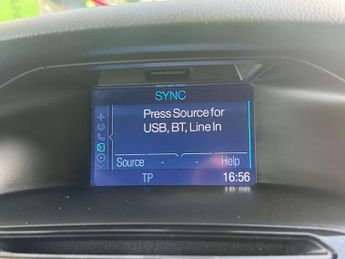 SYNC
Press Source for
USB, BT, Line In
Source - - Help
TP 16:56